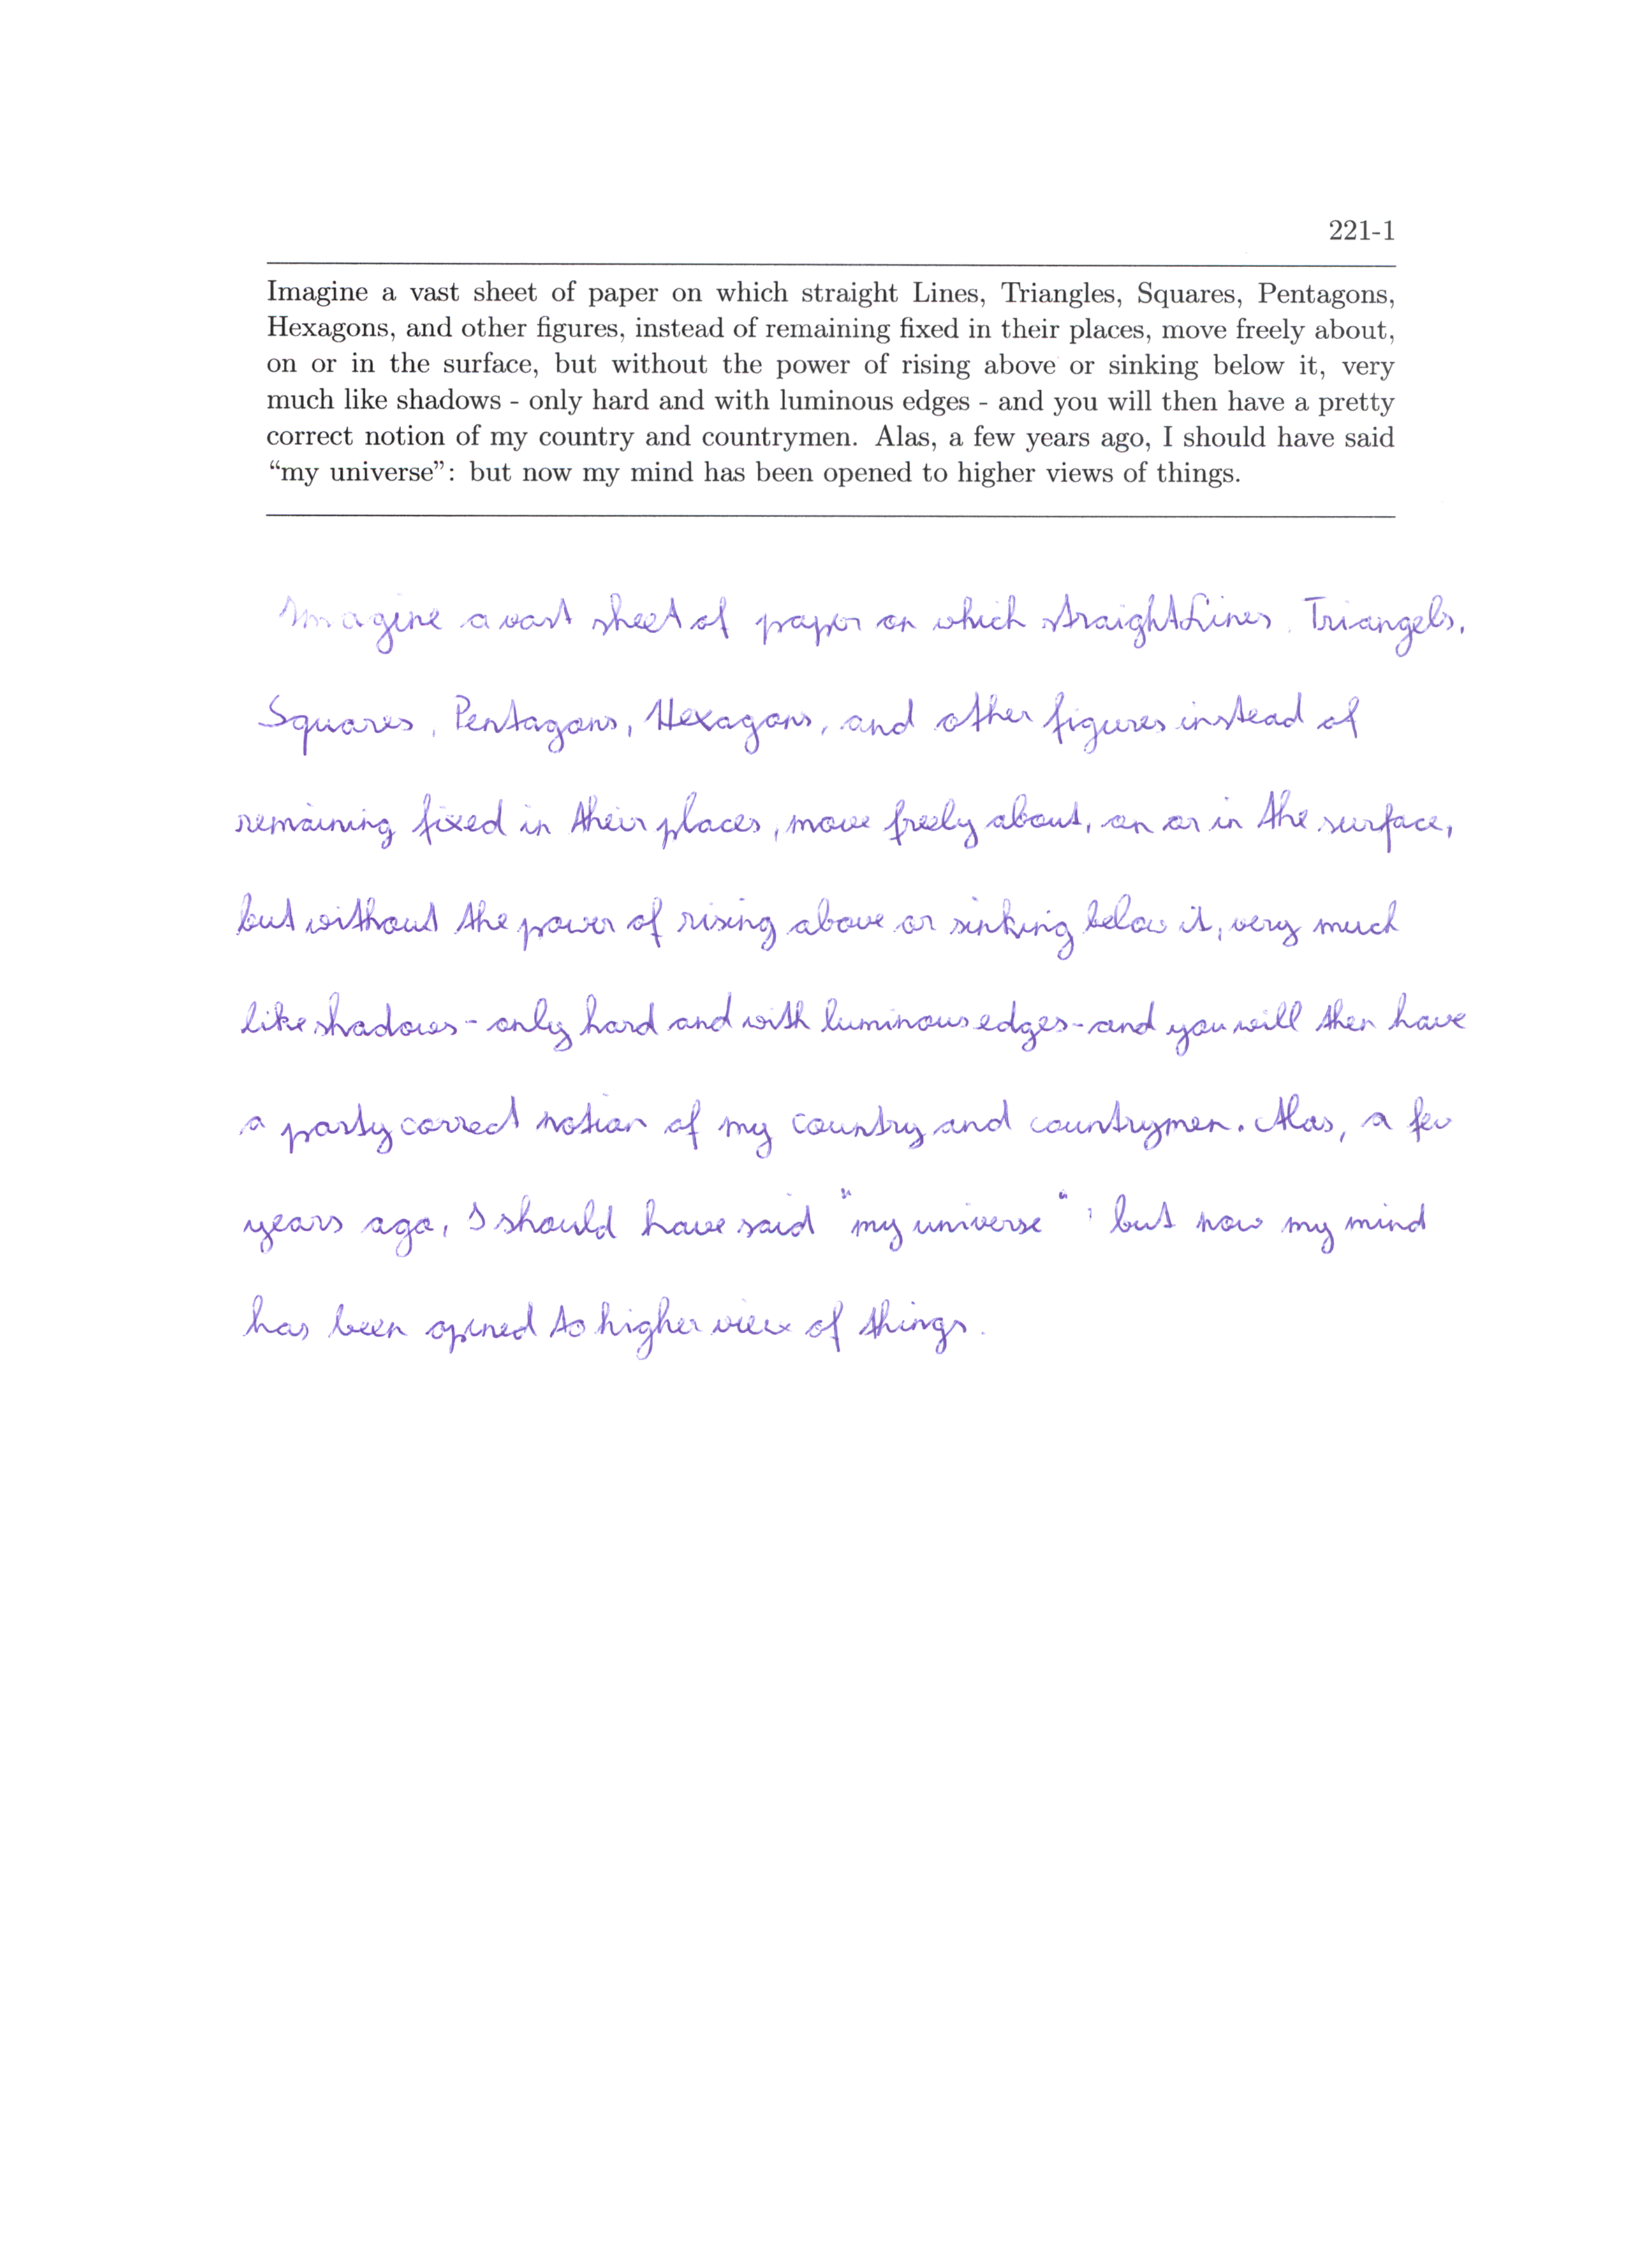 221-1
Imagine a vast sheet of paper on which straight Lines, Triangles, Squares, Pentagons,
Hexagons, and other figures, instead of remaining fixed in their places, move freely about,
on or in the surface, but without the power of rising above or sinking below it, very
much like shadows - only hard and with luminous edges - and you will then have a pretty
correct notion of my country and countrymen. Alas, a few years ago, I should have said
“my universe”: but now my mind has been opened to higher views of things.
Imagine a vast sheet of paper on which straight Lines, Triangels,
Squares, Pentagons, Hexagons, and other figures instead of
remaining fixed in their places, move freely about, on or in the surface,
but without the power of rising above or sinking below it, very much
like shadows - only hard and with luminous edges - and you will then have
a party correct notion of my country and countrymen. Alas, a few
years ago, I should have said "my universe": but now my mind
has been opened to higher view of things.